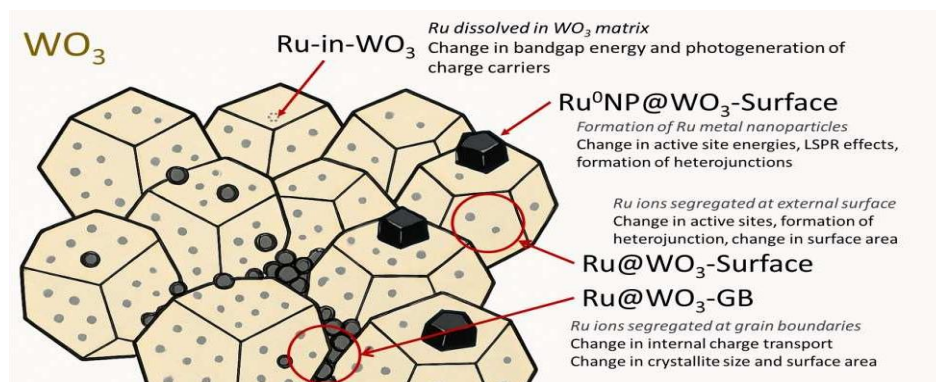 WO₃
Ru-in-WO₃
Ru dissolved in WO₃ matrix
Change in bandgap energy and photogeneration of
charge carriers
Ru⁰NP@WO₃-Surface
Formation of Ru metal nanoparticles
Change in active site energies, LSPR effects,
formation of heterojunctions
Ru ions segregated at external surface
Change in active sites, formation of
heterojunction, change in surface area
Ru@WO₃-Surface
Ru@WO₃-GB
Ru ions segregated at grain boundaries
Change in internal charge transport
Change in crystallite size and surface area